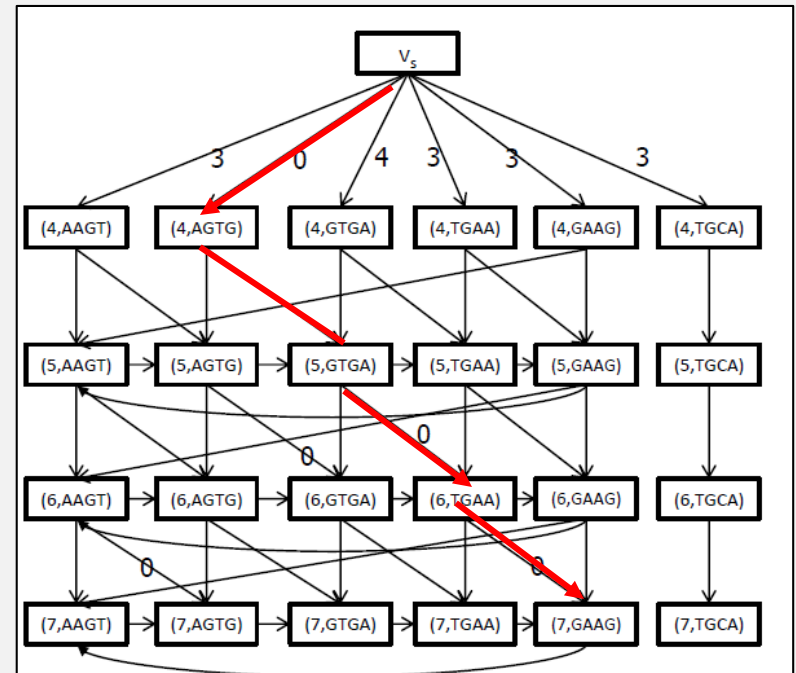 Vs
3 0 4 3 3 3
(4,AAGT) (4,AGTG) (4,GTGA) (4,TGAA) (4,GAAG) (4,TGCA)
(5,AAGT) (5,AGTG) (5,GTGA) (5,TGAA) (5,GAAG) (5,TGCA)
0
0
(6,AAGT) (6,AGTG) (6,GTGA) (6,TGAA) (6,GAAG) (6,TGCA)
0 0
(7,AAGT) (7,AGTG) (7,GTGA) (7,TGAA) (7,GAAG) (7,TGCA)